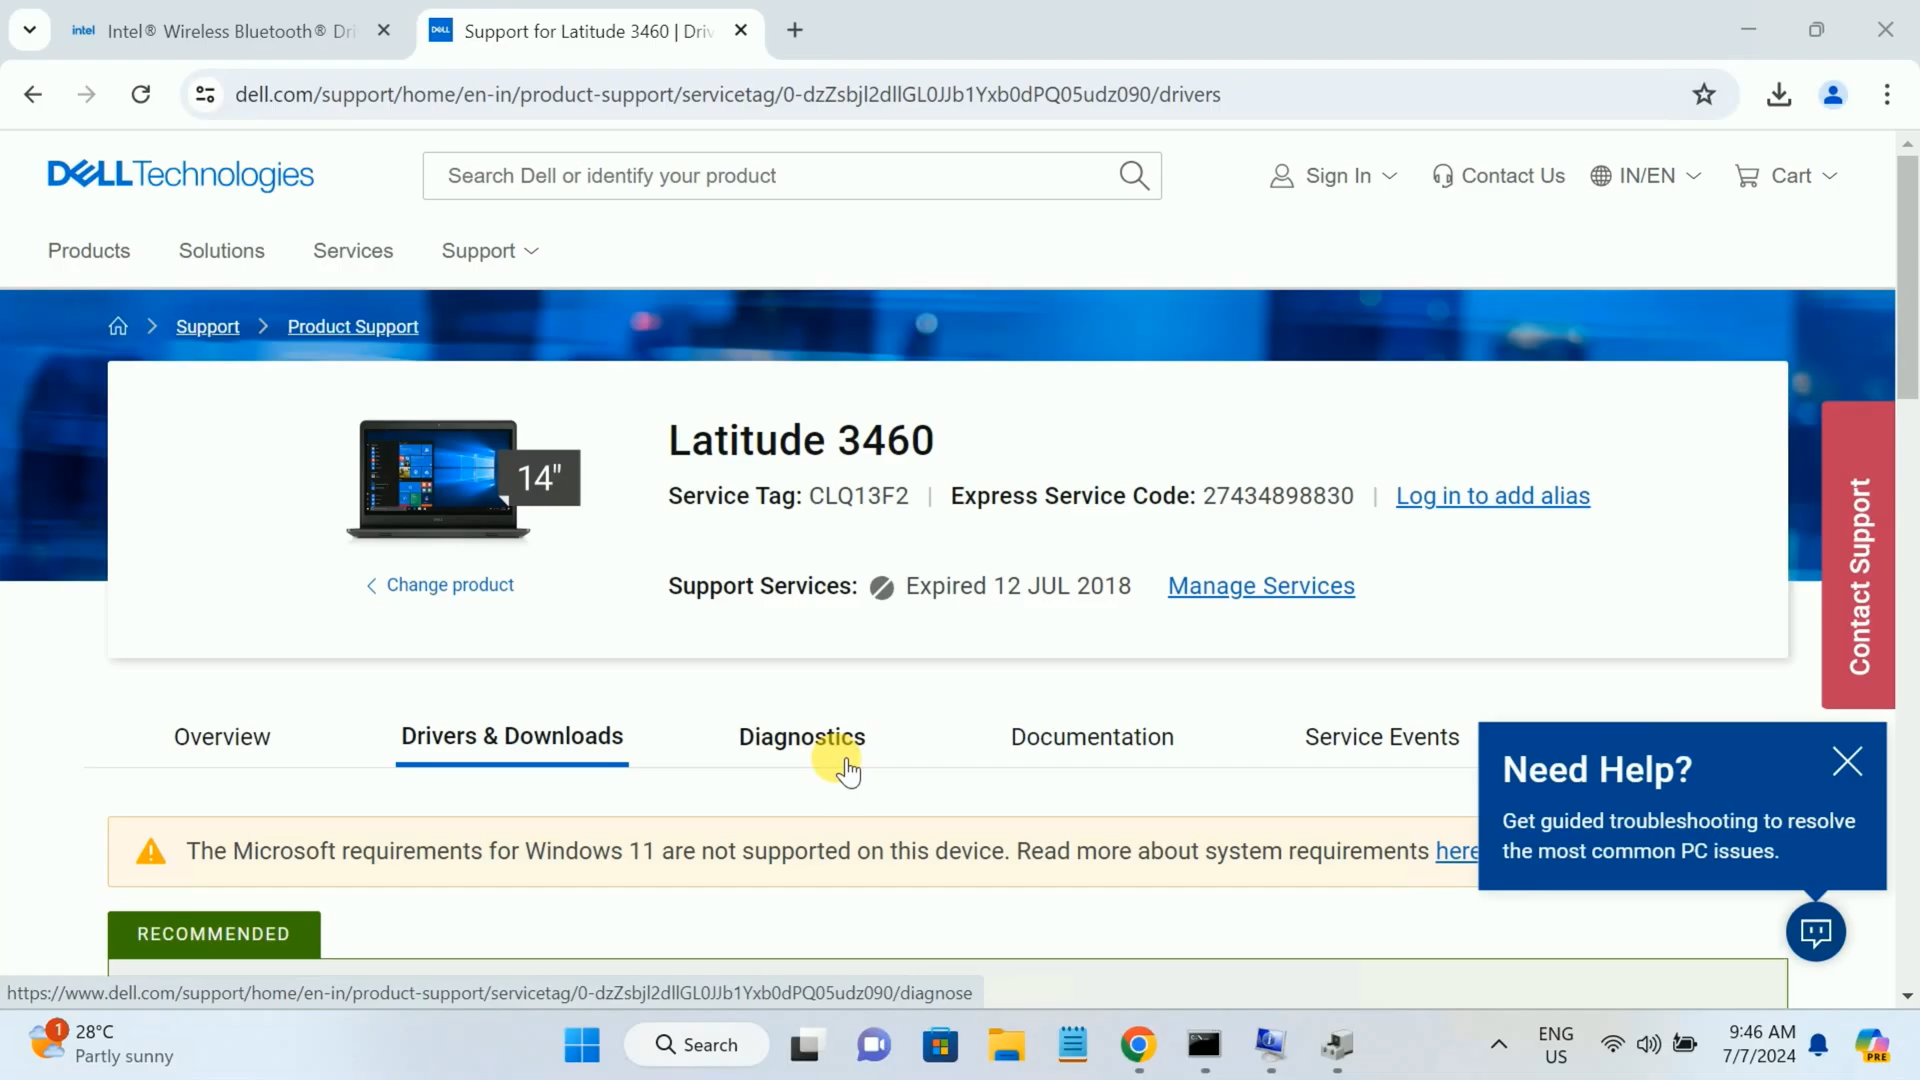 intel Intel® Wireless Bluetooth® Dri
DELL Support for Latitude 3460 | Driv
dell.com/support/home/en-in/product-support/servicetag/0-dzZsbjl2dllGL0JJb1Yxb0dPQ05udz090/drivers
DELLTechnologies
Search Dell or identify your product
Sign In
Contact Us
IN/EN
Cart
Products
Solutions
Services
Support
Support
Product Support
14"
Change product
Latitude 3460
Service Tag: CLQ13F2 | Express Service Code: 27434898830 | Log in to add alias
Support Services: Expired 12 JUL 2018 Manage Services
Contact Support
Overview
Drivers & Downloads
Diagnostics
Documentation
Service Events
Need Help?
Get guided troubleshooting to resolve
the most common PC issues.
The Microsoft requirements for Windows 11 are not supported on this device. Read more about system requirements here
RECOMMENDED
https://www.dell.com/support/home/en-in/product-support/servicetag/0-dzZsbjl2dllGL0JJb1Yxb0dPQ05udz090/diagnose
1
28°C
Partly sunny
Search
ENG
US
9:46 AM
7/7/2024
PRE